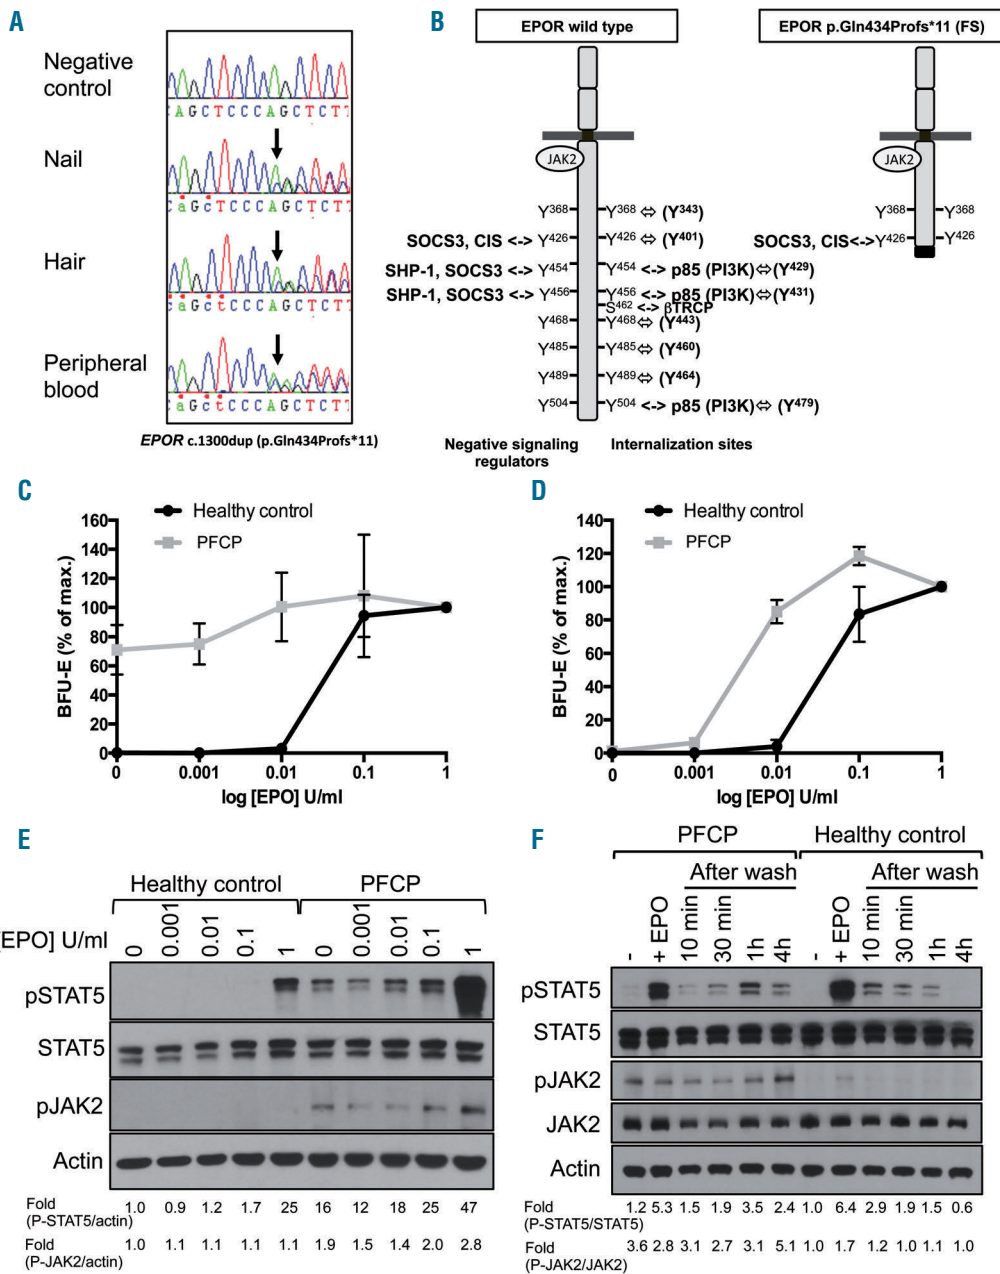 A
Negative
control
AGCTCCCAGCTCTT
Nail
CaGcTCCCAGCTCTT
Hair
CaGctCCCAGCTCTT
Peripheral
blood
CaGctCCCAGCTCTT
EPOR c.1300dup (p.Gln434Profs*11)
B
EPOR wild type
EPOR p.Gln434Profs*11 (FS)
JAK2
JAK2
Y368 Y368 ⇔ (Y343)
SOCS3, CIS <-> Y426 Y426 ⇔ (Y401)
SHP-1, SOCS3 <-> Y454 Y454 <-> p85 (PI3K)⇔(Y429)
SHP-1, SOCS3 <-> Y456 Y456 <-> p85 (PI3K)⇔(Y431)
S462 <-> βTRCP
Y468 Y468 ⇔ (Y443)
Y485 Y485 ⇔ (Y460)
Y489 Y489 ⇔ (Y464)
Y504 Y504 <-> p85 (PI3K)⇔ (Y479)
Y368 Y368
SOCS3, CIS<->Y426 Y426
Negative signaling
regulators
Internalization sites
C
Healthy control
PFCP
BFU-E (% of max.)
160
140
120
100
80
60
40
20
0
0 0.001 0.01 0.1 1
log [EPO] U/ml
D
Healthy control
PFCP
BFU-E (% of max.)
140
120
100
80
60
40
20
0
0 0.001 0.01 0.1 1
log [EPO] U/ml
E
Healthy control PFCP
[EPO] U/ml 0 0.001 0.01 0.1 1 0 0.001 0.01 0.1 1
pSTAT5
STAT5
pJAK2
Actin
Fold
(P-STAT5/actin) 1.0 0.9 1.2 1.7 25 16 12 18 25 47
Fold
(P-JAK2/actin) 1.0 1.1 1.1 1.1 1.1 1.9 1.5 1.4 2.0 2.8
F
PFCP Healthy control
After wash After wash
- + EPO 10 min 30 min 1h 4h - + EPO 10 min 30 min 1h 4h
pSTAT5
STAT5
pJAK2
JAK2
Actin
Fold
(P-STAT5/STAT5) 1.2 5.3 1.5 1.9 3.5 2.4 1.0 6.4 2.9 1.9 1.5 0.6
Fold
(P-JAK2/JAK2) 3.6 2.8 3.1 2.7 3.1 5.1 1.0 1.7 1.2 1.0 1.1 1.0